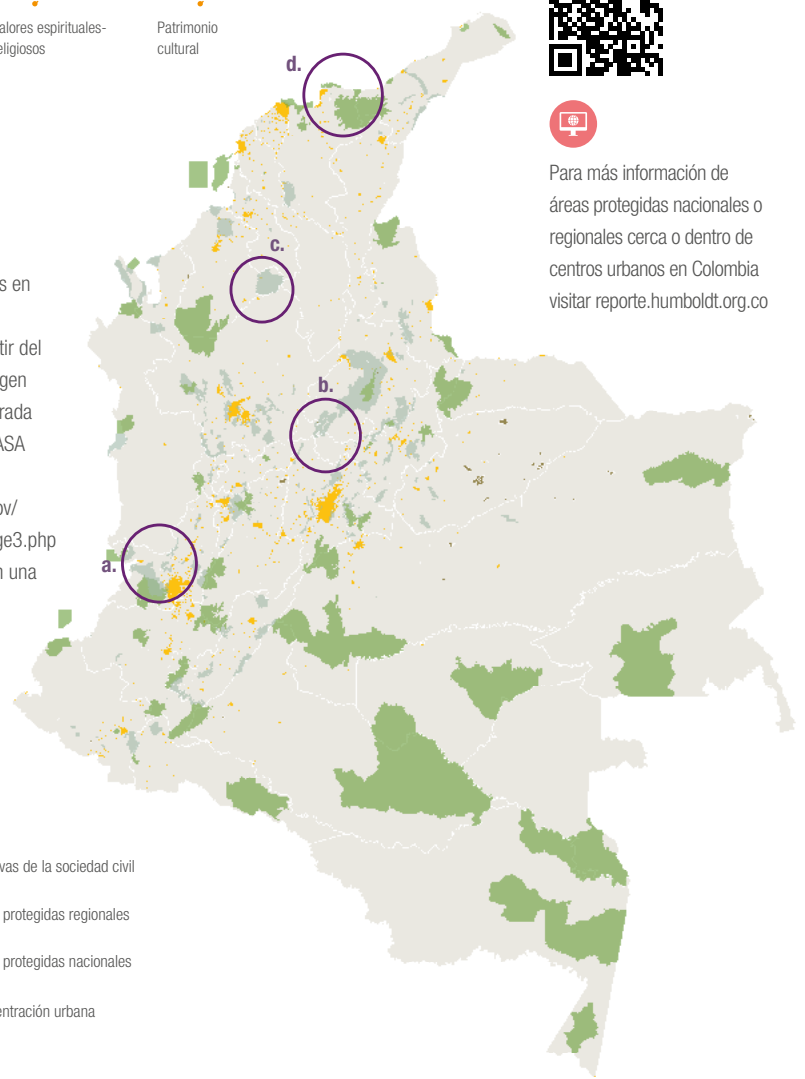 alores espirituales-
eligiosos
Patrimonio
cultural
d.
c.
b.
a.
Para más información de
áreas protegidas nacionales o
regionales cerca o dentro de
centros urbanos en Colombia
visitar reporte.humboldt.org.co
s en
tir del
gen
rada
ASA
ov/
ge3.php
n una
vas de la sociedad civil
protegidas regionales
protegidas nacionales
entración urbana